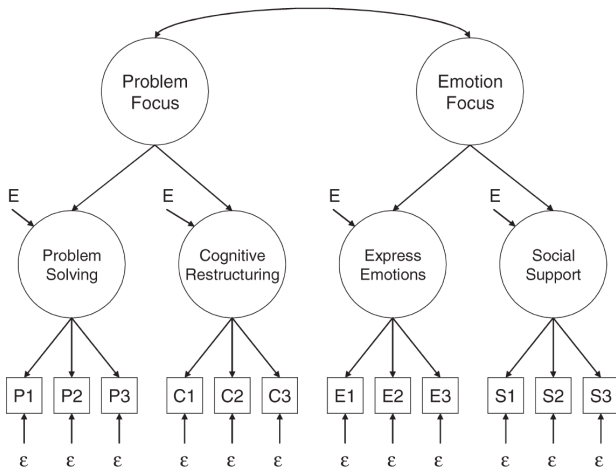 Problem
Focus
Emotion
Focus
E
E
E
E
Problem
Solving
Cognitive
Restructuring
Express
Emotions
Social
Support
P1 P2 P3 C1 C2 C3 E1 E2 E3 S1 S2 S3
ε ε ε ε ε ε ε ε ε ε ε ε